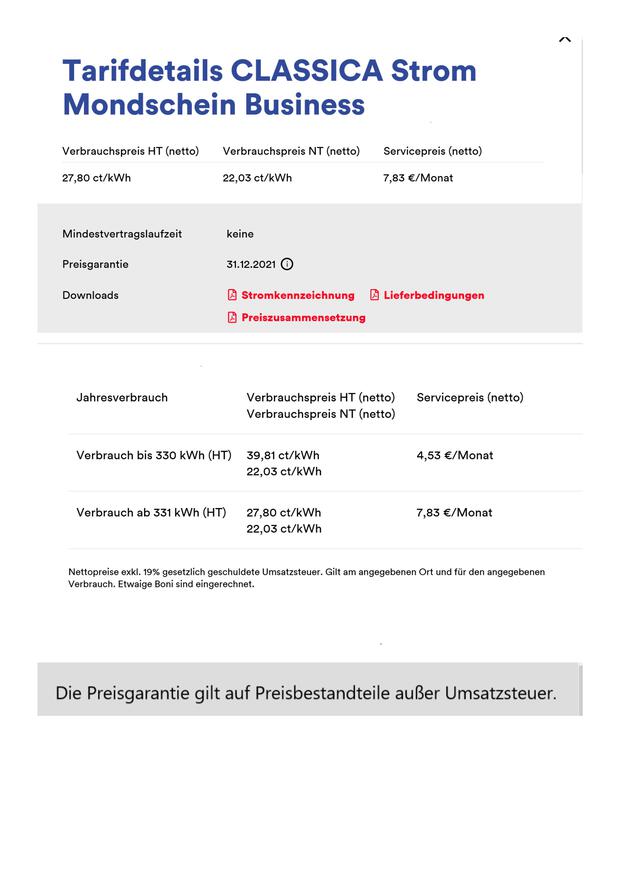 Tarifdetails CLASSICA Strom
Mondschein Business
Verbrauchspreis HT (netto) Verbrauchspreis NT (netto) Servicepreis (netto)
27,80 ct/kWh 22,03 ct/kWh 7,83 €/Monat
Mindestvertragslaufzeit keine
Preisgarantie 31.12.2021
Downloads Stromkennzeichnung Lieferbedingungen
Preiszusammensetzung
Jahresverbrauch Verbrauchspreis HT (netto) Servicepreis (netto)
Verbrauchspreis NT (netto)
Verbrauch bis 330 kWh (HT) 39,81 ct/kWh 4,53 €/Monat
22,03 ct/kWh
Verbrauch ab 331 kWh (HT) 27,80 ct/kWh 7,83 €/Monat
22,03 ct/kWh
Nettopreise exkl. 19% gesetzlich geschuldete Umsatzsteuer. Gilt am angegebenen Ort und für den angegebenen
Verbrauch. Etwaige Boni sind eingerechnet.
Die Preisgarantie gilt auf Preisbestandteile außer Umsatzsteuer.